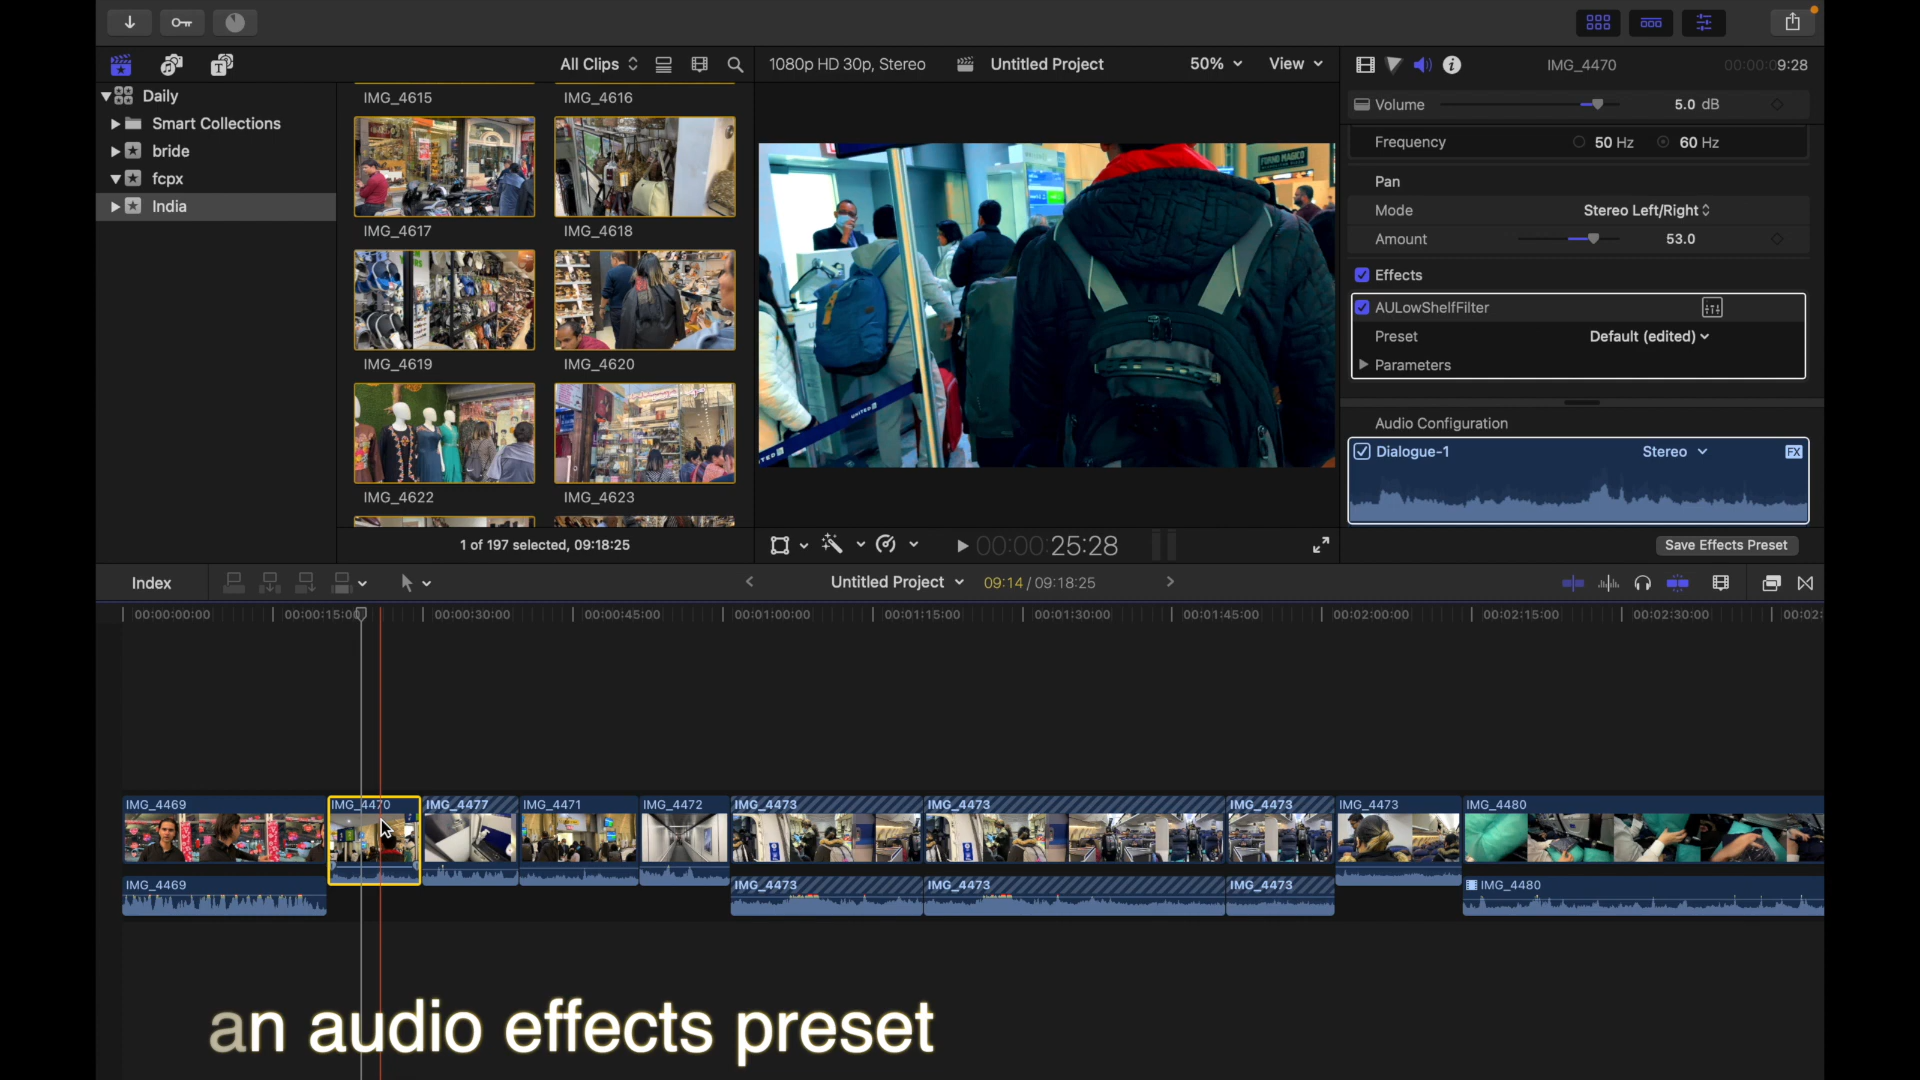 All Clips
1080p HD 30p, Stereo
Untitled Project
50%
View
IMG_4470
00:00:09:28
Daily
Smart Collections
bride
fcpx
India
IMG_4615
IMG_4616
IMG_4617
IMG_4618
IMG_4619
IMG_4620
IMG_4622
IMG_4623
1 of 197 selected, 09:18:25
FORNO MAGICO
UNITED
Volume
5.0 dB
Frequency
50 Hz
60 Hz
Pan
Mode
Stereo Left/Right
Amount
53.0
Effects
AULowShelfFilter
Preset
Default (edited)
Parameters
Audio Configuration
Dialogue-1
Stereo
FX
Save Effects Preset
00:00:25:28
Index
Untitled Project
09:14 / 09:18:25
00:00:00:00
00:00:15:00
00:00:30:00
00:00:45:00
00:01:00:00
00:01:15:00
00:01:30:00
00:01:45:00
00:02:00:00
00:02:15:00
00:02:30:00
00:02:
IMG_4469
IMG_4470
IMG_4477
IMG_4471
IMG_4472
IMG_4473
IMG_4473
IMG_4473
IMG_4473
IMG_4480
IMG_4469
IMG_4473
IMG_4473
IMG_4473
IMG_4480
an audio effects preset